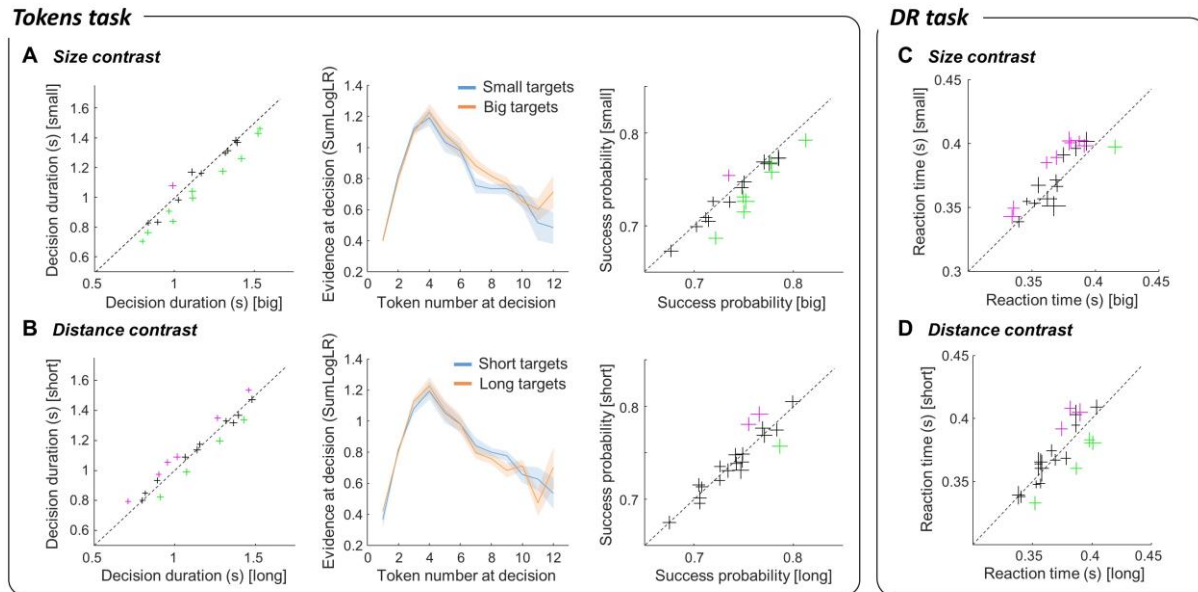 Tokens task
DR task
A Size contrast
Decision duration (s) [small]
1.6
1.4
1.2
1
0.8
0.6
0.5
1
1.5
Decision duration (s) [big]
Evidence at decision (SumLogLR)
1.4
1.2
1
0.8
0.6
0.4
0.2
0 2 4 6 8 10 12
Token number at decision
Small targets
Big targets
Success probability [small]
0.8
0.7
0.7
0.8
Success probability [big]
C Size contrast
Reaction time (s) [small]
0.45
0.4
0.35
0.3
0.35
0.4
0.45
Reaction time (s) [big]
B Distance contrast
Decision duration (s) [short]
1.6
1.4
1.2
1
0.8
0.6
0.5
1
1.5
Decision duration (s) [long]
Evidence at decision (SumLogLR)
1.4
1.2
1
0.8
0.6
0.4
0.2
0 2 4 6 8 10 12
Token number at decision
Short targets
Long targets
Success probability [short]
0.8
0.7
0.7
0.8
Success probability [long]
D Distance contrast
Reaction time (s) [short]
0.45
0.4
0.35
0.35
0.4
0.45
Reaction time (s) [long]